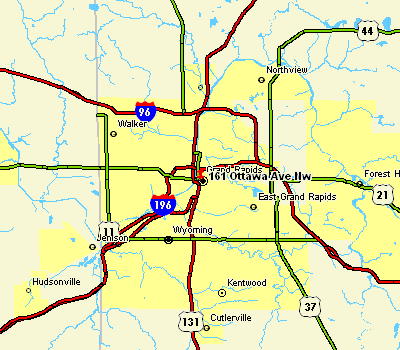 44
Northview
96
Walker
Grand Rapids
161 Ottawa Ave Nw
Forest H
21
196
East Grand Rapids
11
Jenison
Wyoming
Hudsonville
Kentwood
37
131
Cutlerville